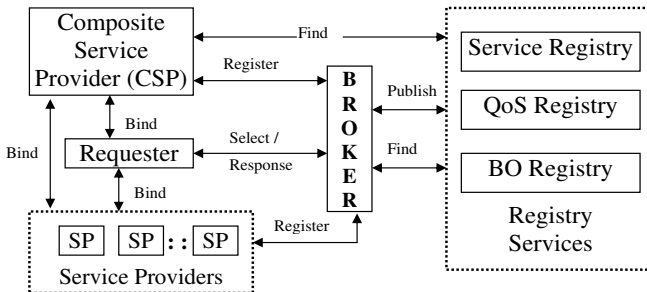 Composite
Service
Provider (CSP)
Find
Register
Bind
Bind
Requester
Select /
Response
Bind
BROKER
Publish
Find
Register
SP SP :: SP
Service Providers
Service Registry
QoS Registry
BO Registry
Registry
Services